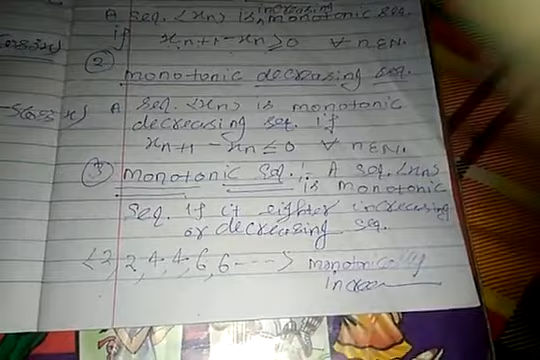 increasing
A seq. <xn> is monotonic seq.
if xn+1 - xn ≥ 0 ∀ n∈N.
② monotonic decreasing seq.
A seq. <xn> is monotonic
decreasing seq. if
xn+1 - xn ≤ 0 ∀ n∈N.
③ monotonic seq. :- A seq. <xn>
is monotonic
seq. if it eighter increasing
or decreasing seq.
<2, 2, 4, 4, 6, 6 ----> monotonically